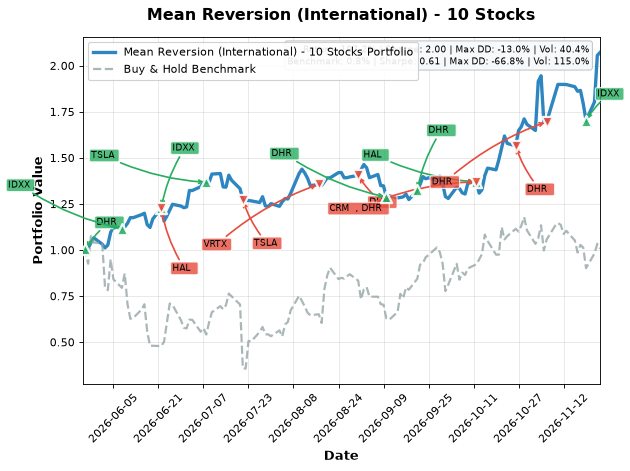 Mean Reversion (International) - 10 Stocks
Mean Reversion (International) - 10 Stocks Portfolio
Buy & Hold Benchmark
: 2.00 | Max DD: -13.0% | Vol: 40.4%
Benchmark: 0.8% | Sharpe: 0.61 | Max DD: -66.8% | Vol: 115.0%
Portfolio Value
2.00
1.75
1.50
1.25
1.00
0.75
0.50
IDXX
TSLA
IDXX
DHR
HAL
DHR
IDXX
DHR
HAL
VRTX
TSLA
CRM , DHR
DHR
DHR
2026-06-05
2026-06-21
2026-07-07
2026-07-23
2026-08-08
2026-08-24
2026-09-09
2026-09-25
2026-10-11
2026-10-27
2026-11-12
Date